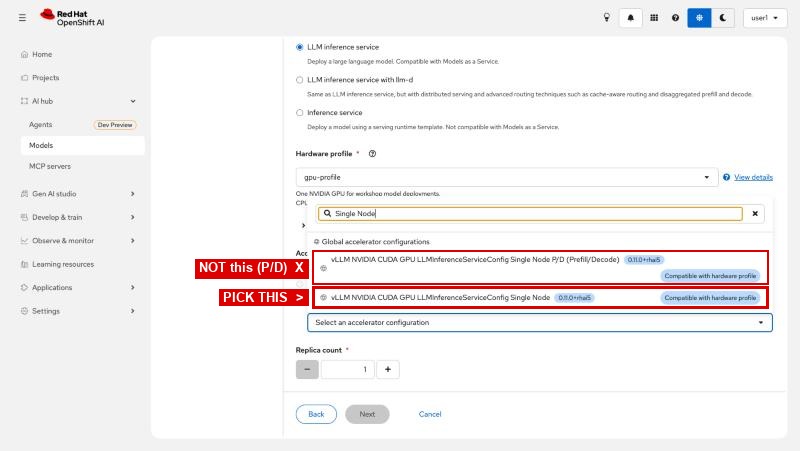 Red Hat
OpenShift AI
user1
Home
Projects
AI hub
Agents
Dev Preview
Models
MCP servers
Gen AI studio
Develop & train
Observe & monitor
Learning resources
Applications
Settings
LLM inference service
Deploy a large language model. Compatible with Models as a Service.
LLM inference service with llm-d
Same as LLM inference service, but with distributed serving and advanced routing techniques such as cache-aware routing and disaggregated prefill and decode.
Inference service
Deploy a model using a serving runtime template. Not compatible with Models as a Service.
Hardware profile *
gpu-profile
View details
One NVIDIA GPU for workshop model deployments.
CPU
Single Node
Global accelerator configurations
Acc
NOT this (P/D) X
vLLM NVIDIA CUDA GPU LLMInferenceServiceConfig Single Node P/D (Prefill/Decode) 0.11.0+rhai5
Compatible with hardware profile
PICK THIS >
vLLM NVIDIA CUDA GPU LLMInferenceServiceConfig Single Node 0.11.0+rhai5
Compatible with hardware profile
Select an accelerator configuration
Replica count *
1
Back
Next
Cancel